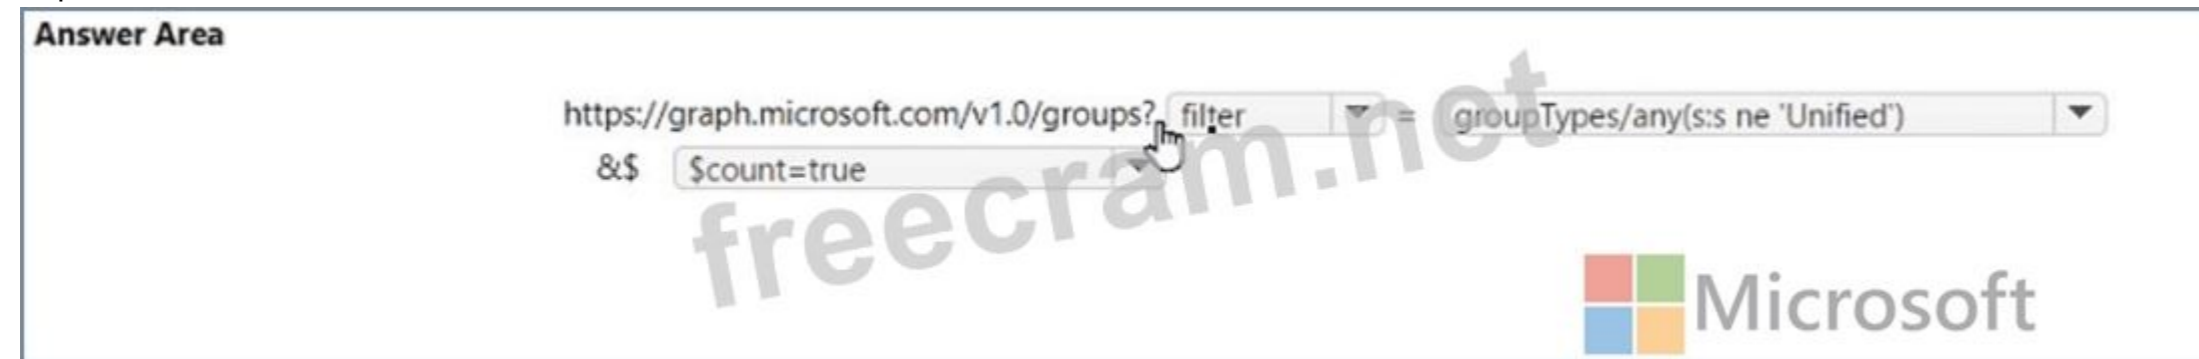 Answer Area
https://graph.microsoft.com/v1.0/groups? filter = groupTypes/any(s:s ne 'Unified')
&$ $count=true
freecram.net
Microsoft